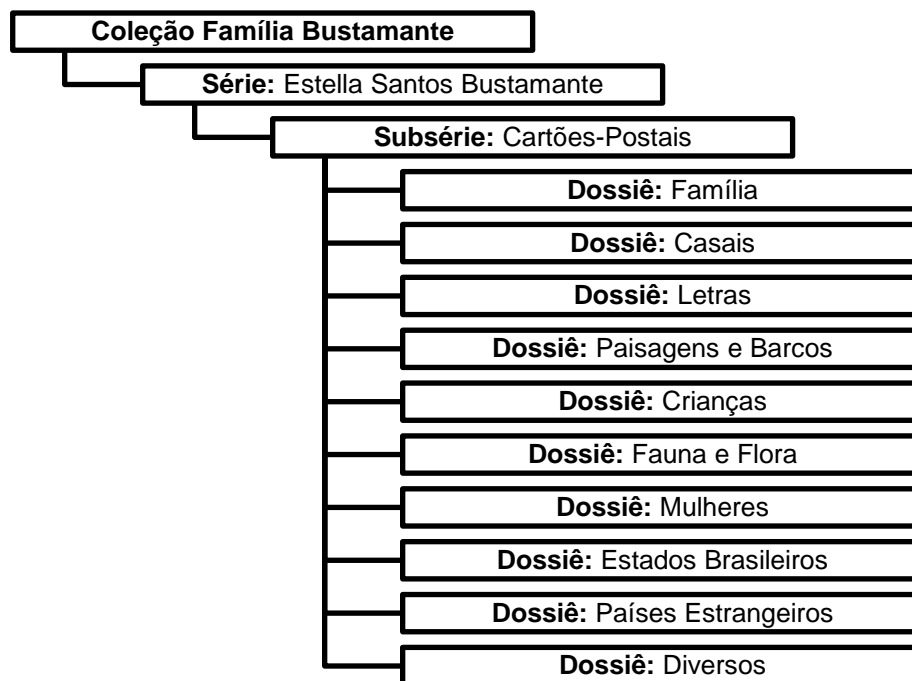 Coleção Família Bustamante
Série: Estella Santos Bustamante
Subsérie: Cartões-Postais
Dossiê: Família
Dossiê: Casais
Dossiê: Letras
Dossiê: Paisagens e Barcos
Dossiê: Crianças
Dossiê: Fauna e Flora
Dossiê: Mulheres
Dossiê: Estados Brasileiros
Dossiê: Países Estrangeiros
Dossiê: Diversos